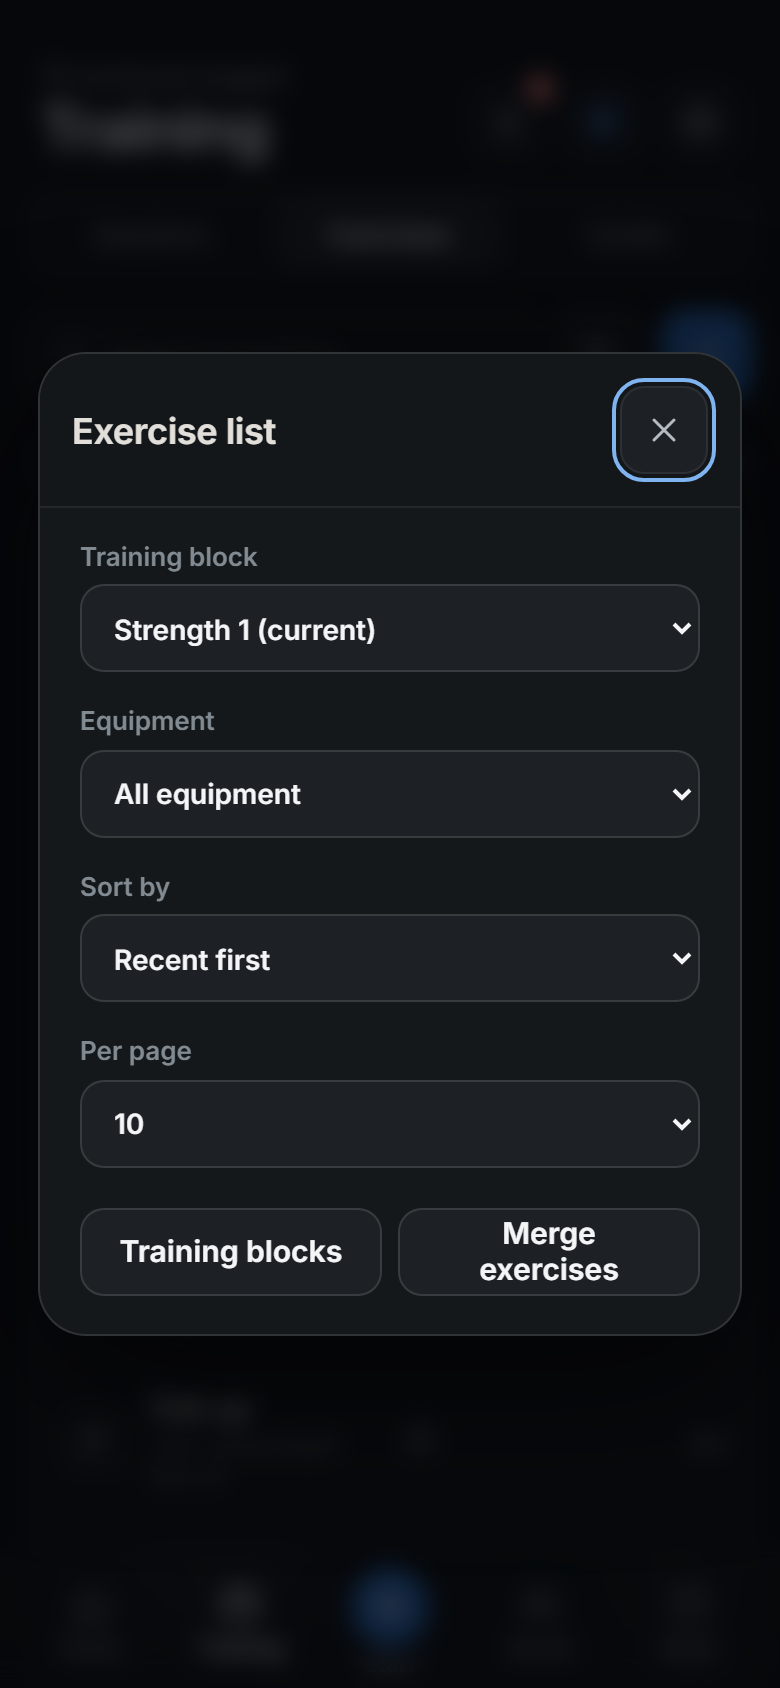 Training
Exercise list
Training block
Strength 1 (current)
Equipment
All equipment
Sort by
Recent first
Per page
10
Training blocks
Merge
exercises